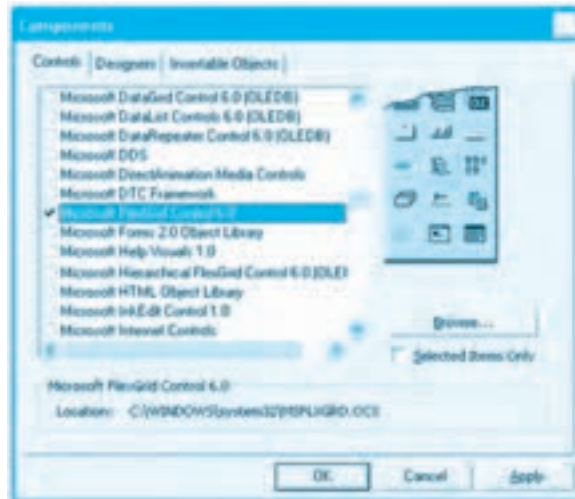 Components
Controls Designers Insertable Objects
Microsoft DataGrid Control 6.0 (OLEDB)
Microsoft DataList Controls 6.0 (OLEDB)
Microsoft DataRepeater Control 6.0 (OLEDB)
Microsoft DDS
Microsoft DirectAnimation Media Controls
Microsoft DTC Framework
Microsoft FlexGrid Control 6.0
Microsoft Forms 2.0 Object Library
Microsoft Help Visuals 1.0
Microsoft Hierarchical FlexGrid Control 6.0 (OLE
Microsoft HTML Object Library
Microsoft InkEdit Control 1.0
Microsoft Internet Controls
Browse...
Selected Items Only
Microsoft FlexGrid Control 6.0
Location: C:\WINDOWS\system32\MSFLXGRD.OCX
OK Cancel Apply